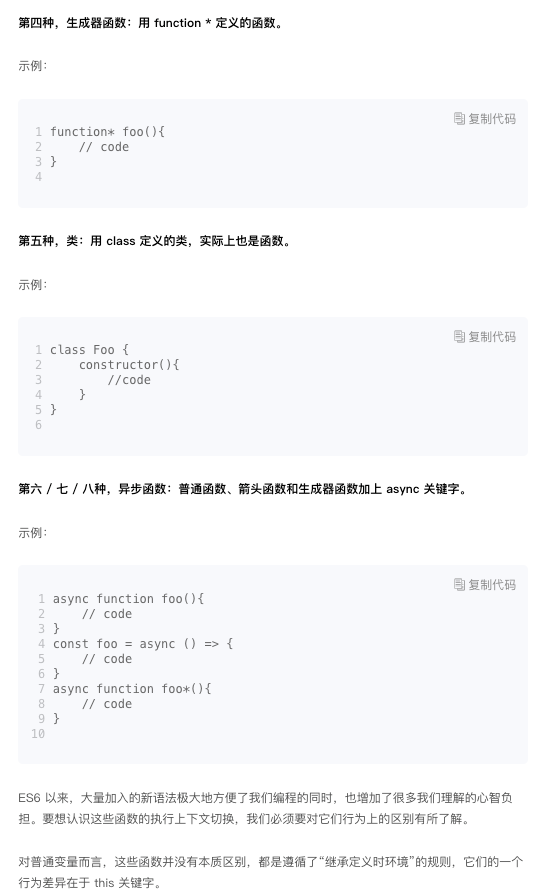 第四种，生成器函数：用 function * 定义的函数。
示例：
复制代码
1 function* foo(){
2     // code
3 }
4
第五种，类：用 class 定义的类，实际上也是函数。
示例：
复制代码
1 class Foo {
2     constructor(){
3         //code
4     }
5 }
6
第六 / 七 / 八种，异步函数：普通函数、箭头函数和生成器函数加上 async 关键字。
示例：
复制代码
1 async function foo(){
2     // code
3 }
4 const foo = async () => {
5     // code
6 }
7 async function foo*(){
8     // code
9 }
10
ES6 以来，大量加入的新语法极大地方便了我们编程的同时，也增加了很多我们理解的心智负
担。要想认识这些函数的执行上下文切换，我们必须要对它们行为上的区别有所了解。
对普通变量而言，这些函数并没有本质区别，都是遵循了“继承定义时环境”的规则，它们的一个
行为差异在于 this 关键字。